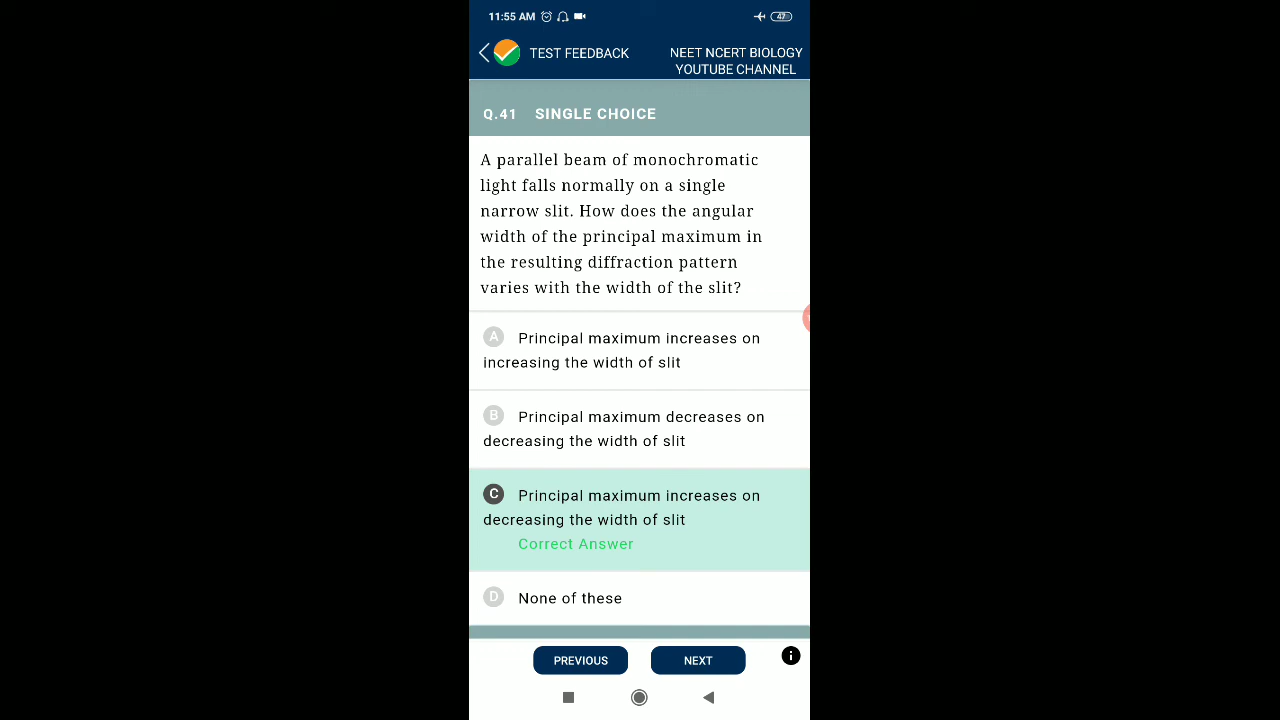 11:55 AM 47
TEST FEEDBACK NEET NCERT BIOLOGY
YOUTUBE CHANNEL
Q.41 SINGLE CHOICE
A parallel beam of monochromatic
light falls normally on a single
narrow slit. How does the angular
width of the principal maximum in
the resulting diffraction pattern
varies with the width of the slit?
A Principal maximum increases on
increasing the width of slit
B Principal maximum decreases on
decreasing the width of slit
C Principal maximum increases on
decreasing the width of slit
Correct Answer
D None of these
PREVIOUS NEXT